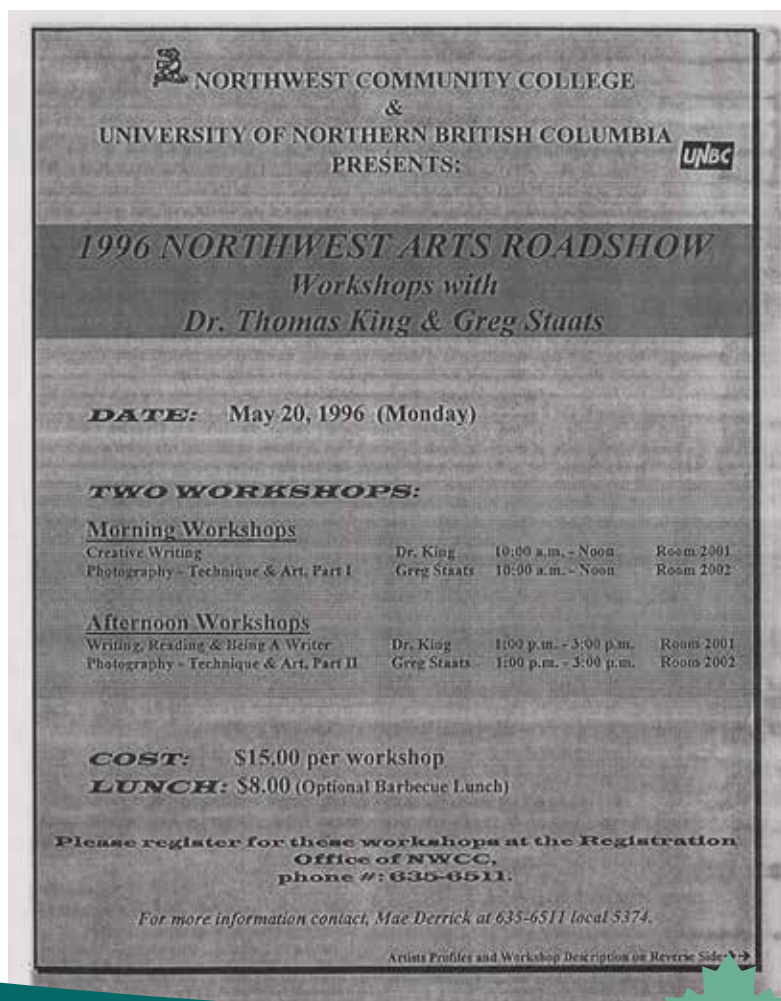 NORTHWEST COMMUNITY COLLEGE
&
UNIVERSITY OF NORTHERN BRITISH COLUMBIA
PRESENTS:
UNBC
1996 NORTHWEST ARTS ROADSHOW
Workshops with
Dr. Thomas King & Greg Staats
DATE: May 20, 1996 (Monday)
TWO WORKSHOPS:
Morning Workshops
Creative Writing Dr. King 10:00 a.m. - Noon Room 2001
Photography - Technique & Art, Part I Greg Staats 10:00 a.m. - Noon Room 2002
Afternoon Workshops
Writing, Reading & Being A Writer Dr. King 1:00 p.m. - 3:00 p.m. Room 2001
Photography - Technique & Art, Part II Greg Staats 1:00 p.m. - 3:00 p.m. Room 2002
COST: $15.00 per workshop
LUNCH: $8.00 (Optional Barbecue Lunch)
Please register for these workshops at the Registration
Office of NWCC,
phone #: 635-6511.
For more information contact, Mae Derrick at 635-6511 local 5374.
Artists Profiles and Workshop Description on Reverse Side→→